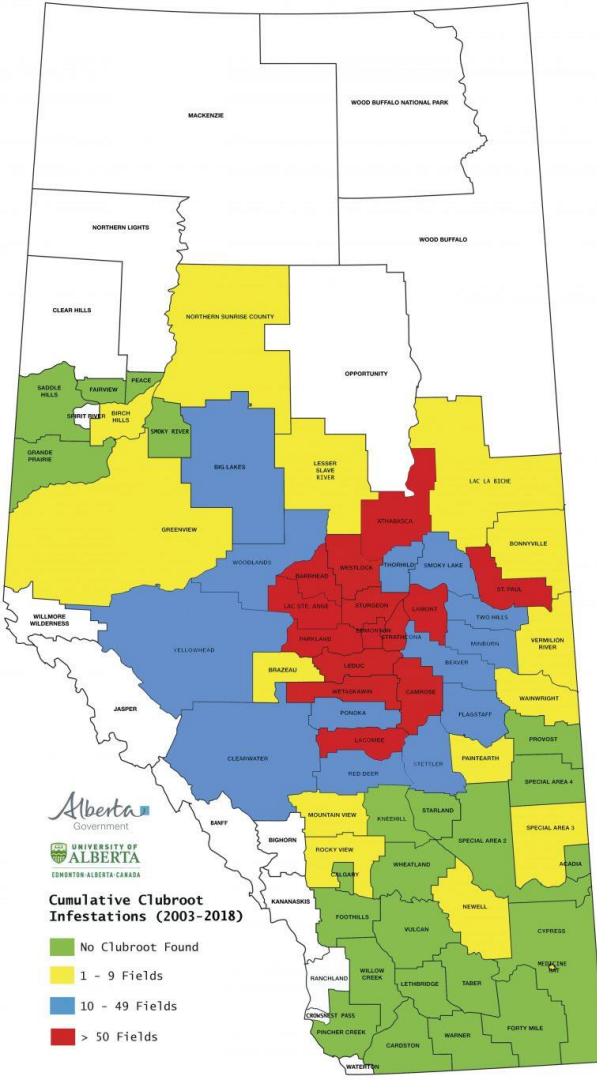 MACKENZIE
WOOD BUFFALO NATIONAL PARK
NORTHERN LIGHTS
WOOD BUFFALO
CLEAR HILLS
NORTHERN SUNRISE COUNTY
OPPORTUNITY
SADDLE
HILLS
FAIRVIEW
PEACE
SPIRIT RIVER
BIRCH
HILLS
SMOKY RIVER
GRANDE
PRAIRIE
BIG LAKES
LESSER
SLAVE
RIVER
LAC LA BICHE
GREENVIEW
ATHABASCA
BONNYVILLE
WOODLANDS
WESTLOCK
THORHILD
SMOKY LAKE
BARRHEAD
ST. PAUL
LAC STE. ANNE
STURGEON
LAMONT
TWO HILLS
WILLMORE
WILDERNESS
YELLOWHEAD
PARKLAND
EDMONTON
STRATHCONA
MINBURN
VERMILION
RIVER
BRAZEAU
LEDUC
BEAVER
WETASKAWIN
CAMROSE
WAINWRIGHT
JASPER
PONOKA
FLAGSTAFF
LACOMBE
PROVOST
CLEARWATER
RED DEER
STETTLER
PAINTEARTH
SPECIAL AREA 4
Alberta
Government
BANFF
MOUNTAIN VIEW
KNEEHILL
STARLAND
SPECIAL AREA 3
BIGHORN
ROCKY VIEW
SPECIAL AREA 2
UNIVERSITY OF
ALBERTA
EDMONTON·ALBERTA·CANADA
CALGARY
WHEATLAND
ACADIA
KANANASKIS
NEWELL
Cumulative Clubroot
Infestations (2003-2018)
FOOTHILLS
VULCAN
CYPRESS
No Clubroot Found
MEDICINE
HAT
1 - 9 Fields
RANCHLAND
WILLOW
CREEK
LETHBRIDGE
TABER
10 - 49 Fields
CROWSNEST PASS
PINCHER CREEK
WARNER
FORTY MILE
> 50 Fields
CARDSTON
WATERTON